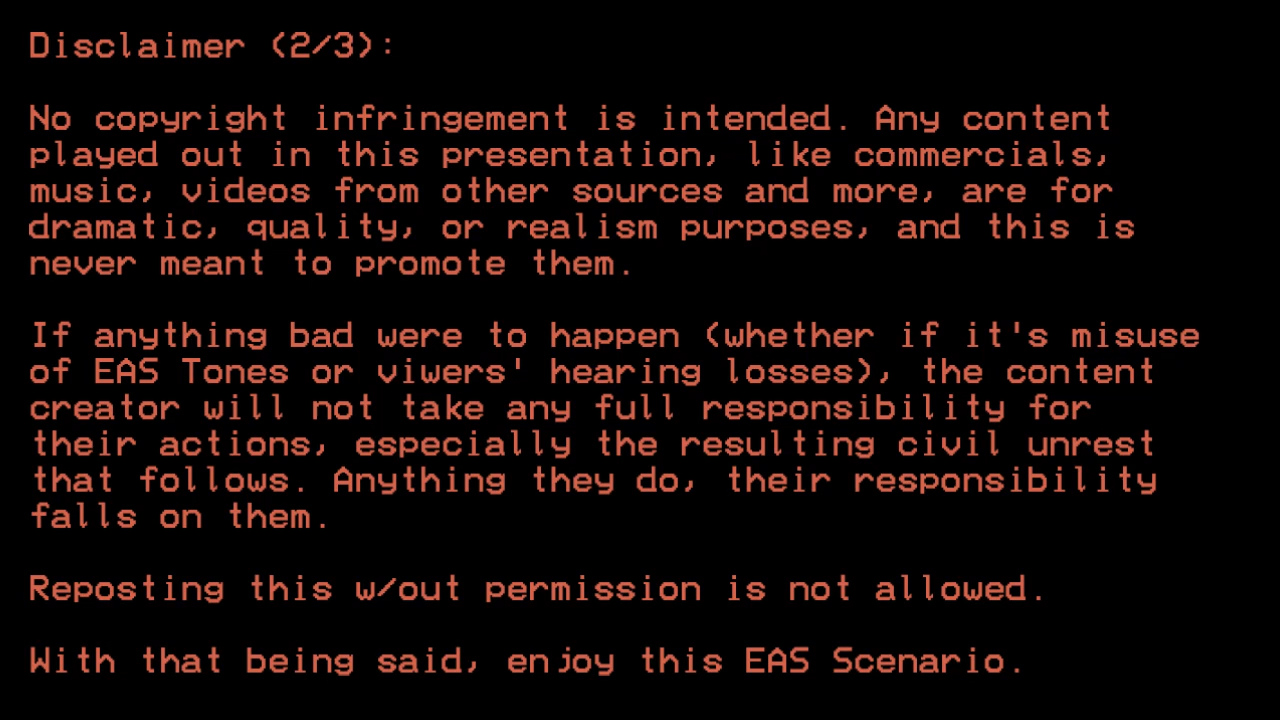 Disclaimer (2/3):
No copyright infringement is intended. Any content
played out in this presentation, like commercials,
music, videos from other sources and more, are for
dramatic, quality, or realism purposes, and this is
never meant to promote them.
If anything bad were to happen (whether if it's misuse
of EAS Tones or viwers' hearing losses), the content
creator will not take any full responsibility for
their actions, especially the resulting civil unrest
that follows. Anything they do, their responsibility
falls on them.
Reposting this w/out permission is not allowed.
With that being said, enjoy this EAS Scenario.